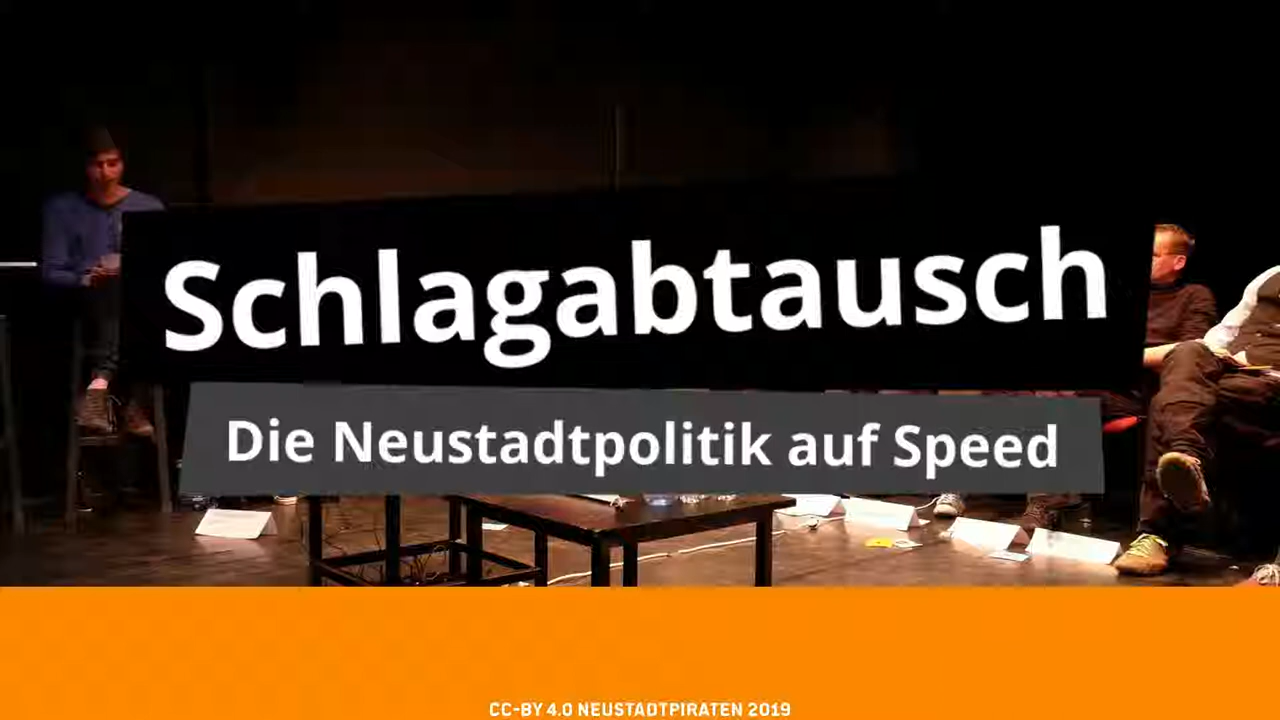 Schlagabtausch
Die Neustadtpolitik auf Speed
CC-BY 4.0 NEUSTADTPIRATEN 2019